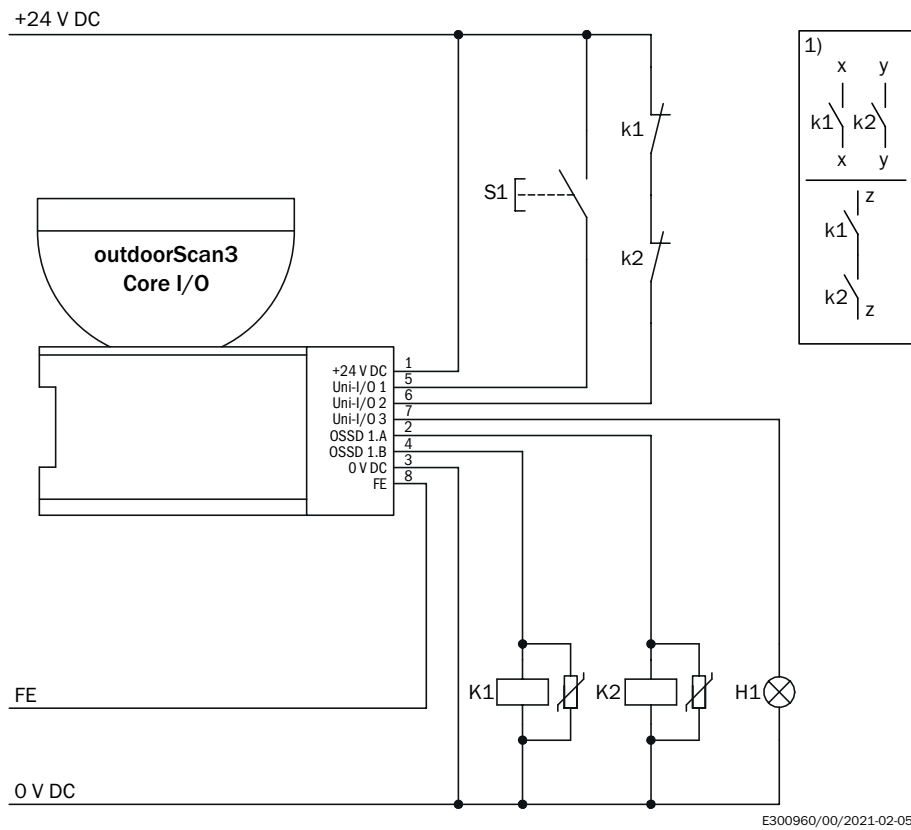 +24 V DC
1)
x y
k1 k2
x y
z
k1
k2
z
k1
S1
k2
outdoorScan3
Core I/O
+24 V DC 1
Uni-I/O 1 5
Uni-I/O 2 6
Uni-I/O 3 7
OSSD 1.A 2
OSSD 1.B 4
0 V DC 3
FE 8
FE
K1 K2 H1
0 V DC
E300960/00/2021-02-05